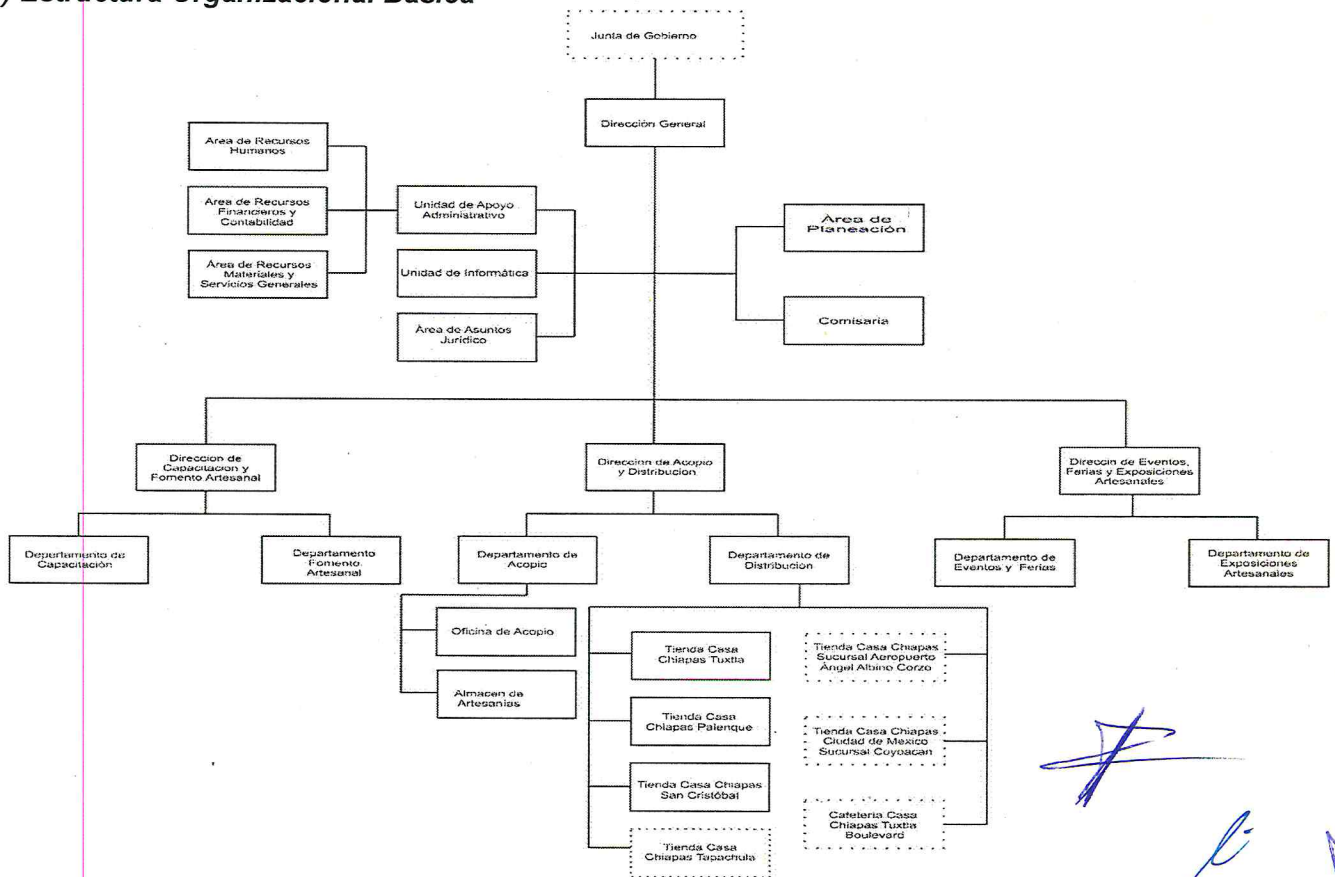 ) Estructura Organizacional Básica
Junta de Gobierno
Dirección General
Area de Recursos
Humanos
Area de Recursos
Financieros y
Contabilidad
Área de Recursos
Materiales y
Servicios Generales
Unidad de Apoyo
Administrativo
Unidad de Informática
Área de Asuntos
Jurídico
Área de
Planeación
Comisaría
Direccion de
Capacitacion y
Fomento Artesanal
Direccion de Acopio
y Distribucion
Direccin de Eventos,
Ferias y Exposiciones
Artesanales
Departamento de
Capacitación
Departamento
Fomento
Artesanal
Departamento de
Acopio
Departamento de
Distribucion
Departamento de
Eventos y Ferias
Departamento de
Exposiciones
Artesanales
Oficina de Acopio
Almacen de
Artesanias
Tienda Casa
Chiapas Tuxtla
Tienda Casa
Chiapas Palenque
Tienda Casa Chiapas
San Cristóbal
Tienda Casa
Chiapas Tapachula
Tienda Casa Chiapas
Sucursal Aeropuerto
Ángel Albino Corzo
Tienda Casa Chiapas
Ciudad de Mexico
Sucursal Coyoacan
Cafeteria Casa
Chiapas Tuxtla
Boulevard